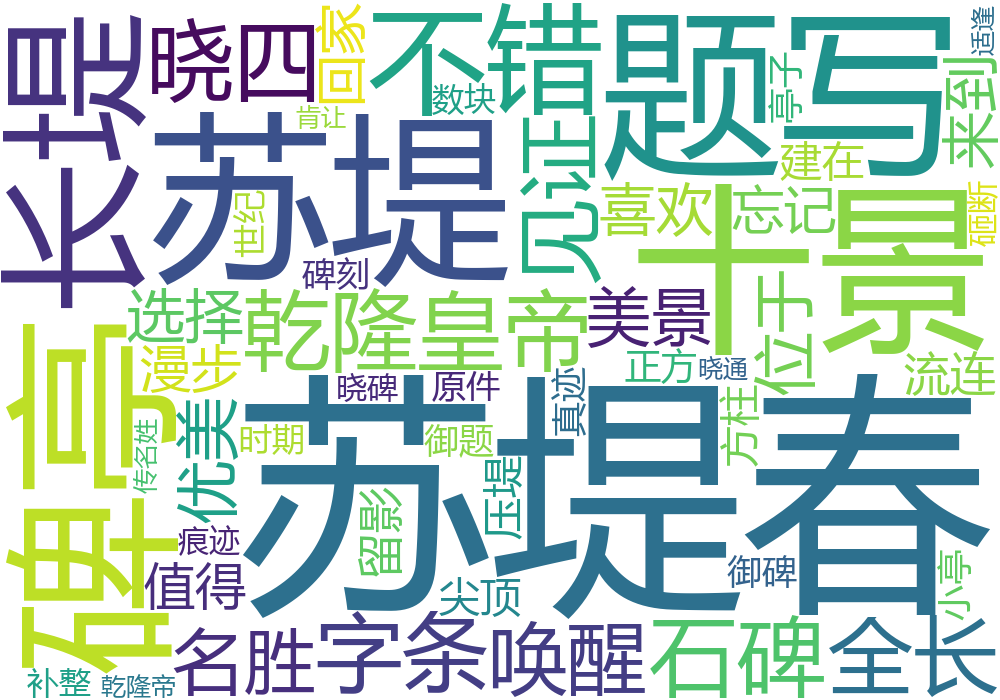 长堤
晓四
回家
不错
题写
适逢
亭子
来到
数块
肯让
苏堤
见证
建在
喜欢
忘记
砸断
世纪
碑刻
十景
选择
乾隆皇帝
美景
位于
漫步
晓碑
原件
真迹
正方
晓通
流连
碑亭
优美
传名姓
时期
御题
方柱
苏堤春
留影
压堤
痕迹
值得
尖顶
御碑
小亭
名胜
字条
唤醒
石碑
全长
补整
乾隆帝